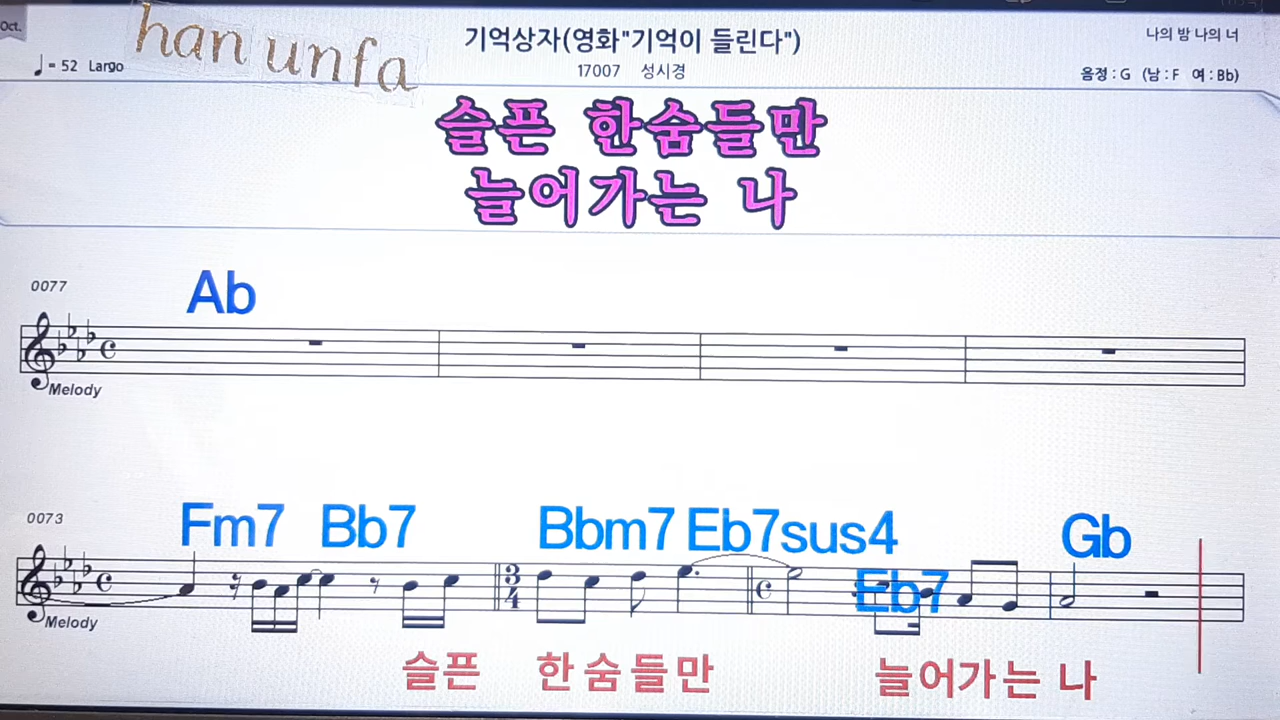 Oct.
han unfa
기억상자(영화"기억이 들린다")
나의 밤 나의 너
♩= 52 Largo
17007 성시경
음정 : G (남 : F 여 : Bb)
슬픈 한숨들만
늘어가는 나
0077
Ab
Melody
0073
Fm7 Bb7 Bbm7 Eb7sus4 Eb7 Gb
3
4
Melody
슬픈 한숨들만 늘어가는 나